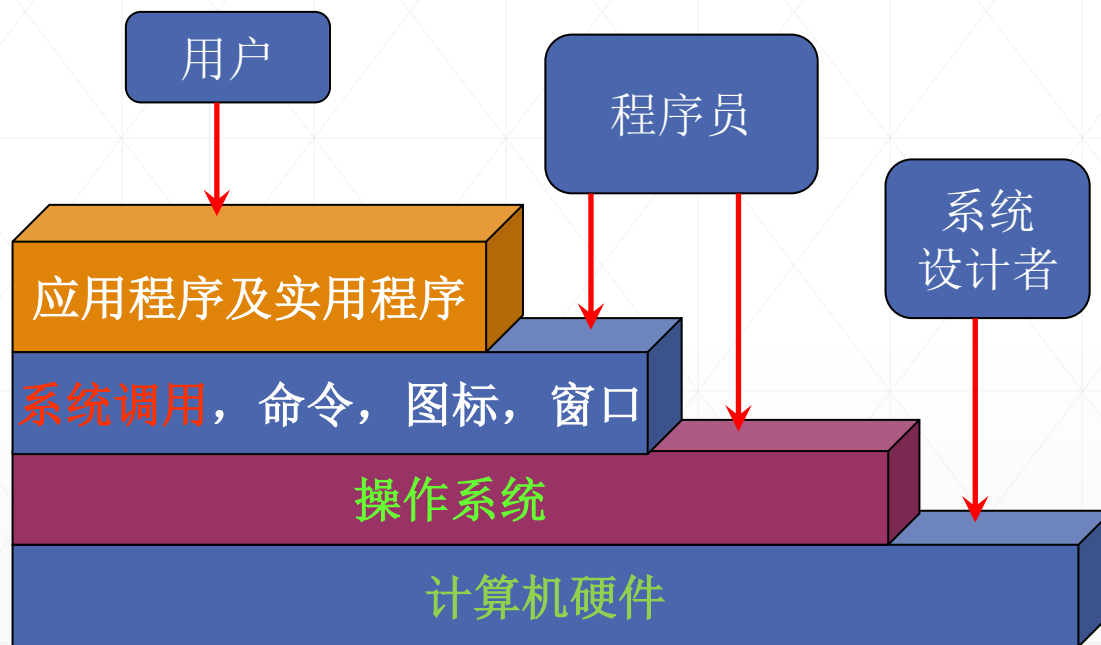 用户
程序员
系统
设计者
应用程序及实用程序
系统调用，命令，图标，窗口
操作系统
计算机硬件